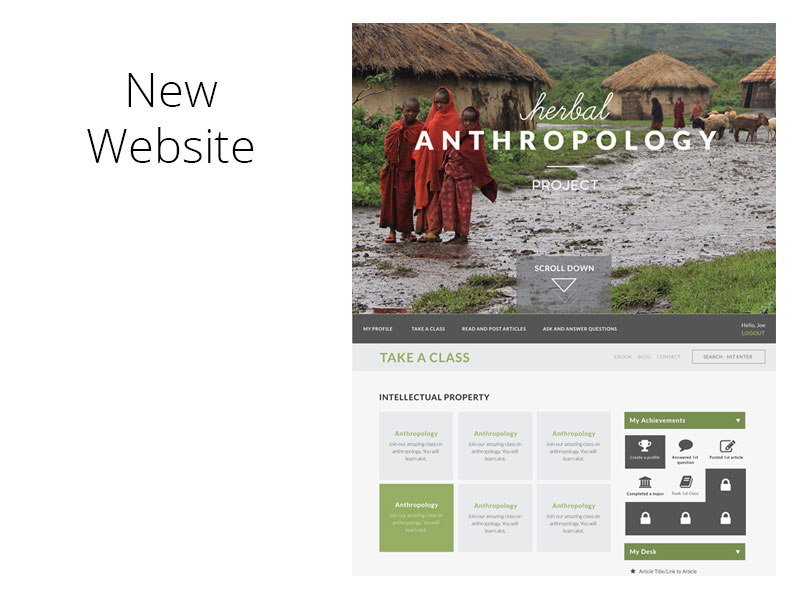 New
Website
herbal
ANTHROPOLOGY
PROJECT
SCROLL DOWN
MY PROFILE TAKE A CLASS READ AND POST ARTICLES ASK AND ANSWER QUESTIONS
Hello, Joe
LOGOUT
TAKE A CLASS
EBOOK BLOG CONTACT SEARCH - HIT ENTER
INTELLECTUAL PROPERTY
Anthropology
Join our amazing class on
anthropology. You will
learn alot.
Anthropology
Join our amazing class on
anthropology. You will
learn alot.
Anthropology
Join our amazing class on
anthropology. You will
learn alot.
Anthropology
Join our amazing class on
anthropology. You will
learn alot.
Anthropology
Join our amazing class on
anthropology. You will
learn alot.
Anthropology
Join our amazing class on
anthropology. You will
learn alot.
My Achievements
Create a profile
Answered 1st
question
Posted 1st article
Completed a major
Took 1st Class
My Desk
Article Title/Link to Article